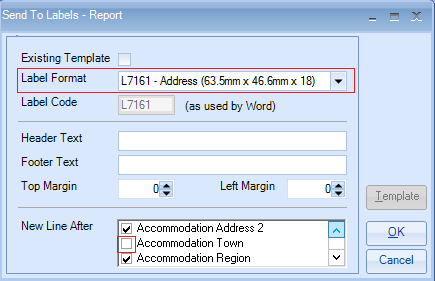 Send To Labels - Report
Existing Template
Label Format L7161 - Address (63.5mm x 46.6mm x 18)
Label Code L7161 (as used by Word)
Header Text
Footer Text
Top Margin 0 Left Margin 0
Template
New Line After Accommodation Address 2
OK
Accommodation Town
Accommodation Region
Cancel